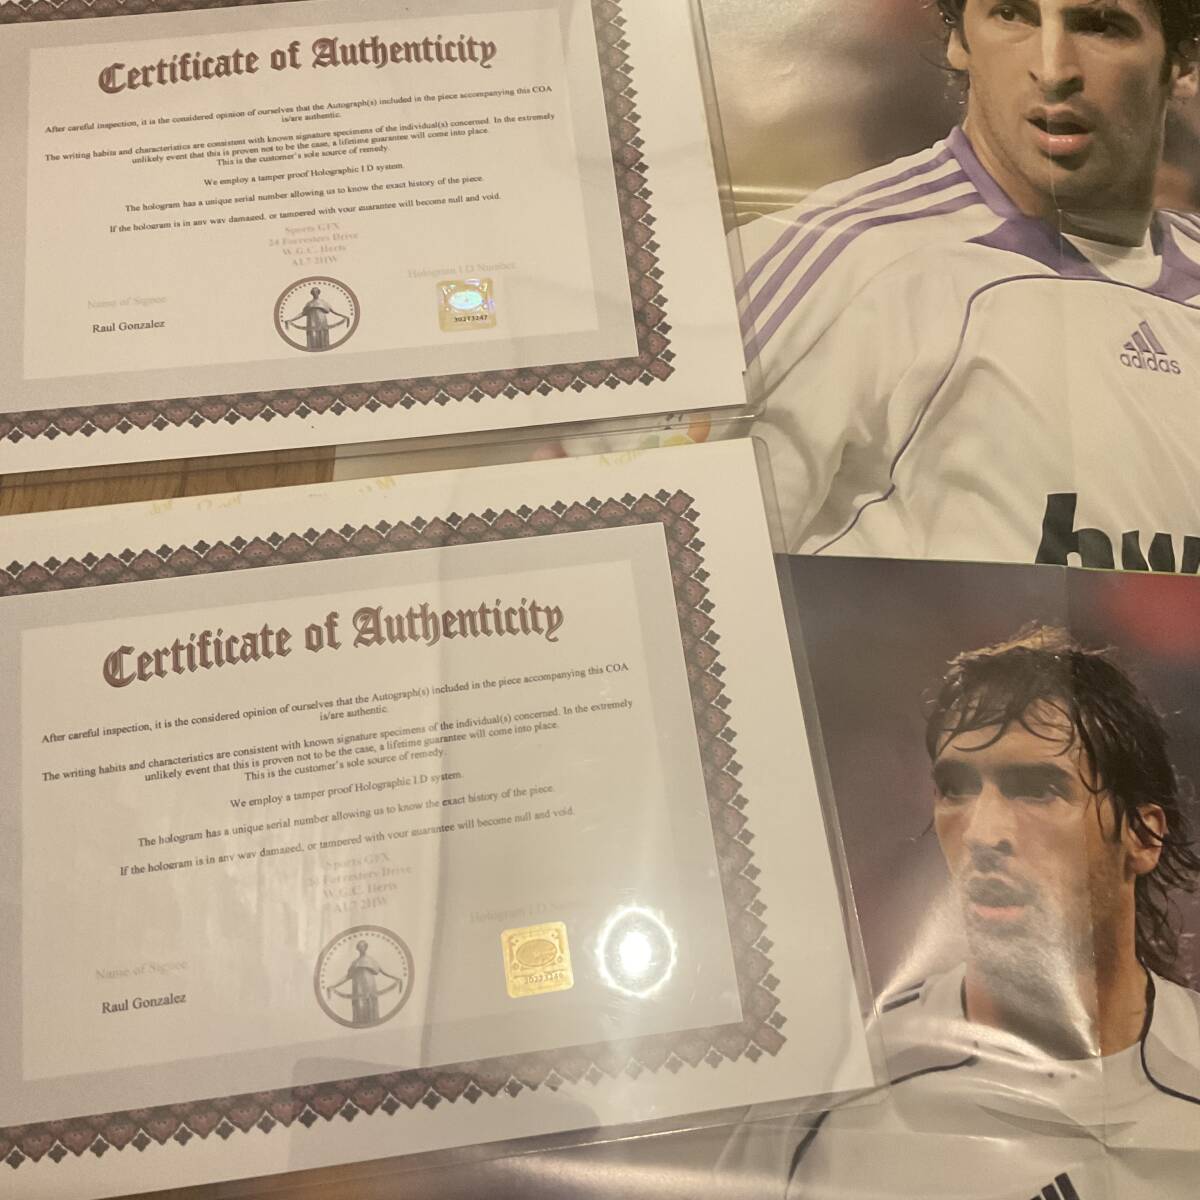 Certificate of Authenticity
After careful inspection, it is the considered opinion of ourselves that the Autograph(s) included in the piece accompanying this COA
is/are authentic.
The writing habits and characteristics are consistent with known signature specimens of the individual(s) concerned. In the extremely
unlikely event that this is proven not to be the case, a lifetime guarantee will come into place.
This is the customer's sole source of remedy.
We employ a tamper proof Holographic I.D system.
The hologram has a unique serial number allowing us to know the exact history of the piece.
If the hologram is in any way damaged, or tampered with your guarantee will become null and void.
Sports GFX
24 Forresters Drive
W.G.C. Herts
AL7 2HW
Hologram I.D Number
Name of Signee
Raul Gonzalez
30273247
adidas
Certificate of Authenticity
After careful inspection, it is the considered opinion of ourselves that the Autograph(s) included in the piece accompanying this COA
is/are authentic.
The writing habits and characteristics are consistent with known signature specimens of the individual(s) concerned. In the extremely
unlikely event that this is proven not to be the case, a lifetime guarantee will come into place.
This is the customer's sole source of remedy.
We employ a tamper proof Holographic I.D system.
The hologram has a unique serial number allowing us to know the exact history of the piece.
If the hologram is in any way damaged, or tampered with your guarantee will become null and void.
Sports GFX
Forresters Drive
W.G.C. Herts
AL7 2HW
Hologram I.D
Name of Signee
Raul Gonzalez
30273246